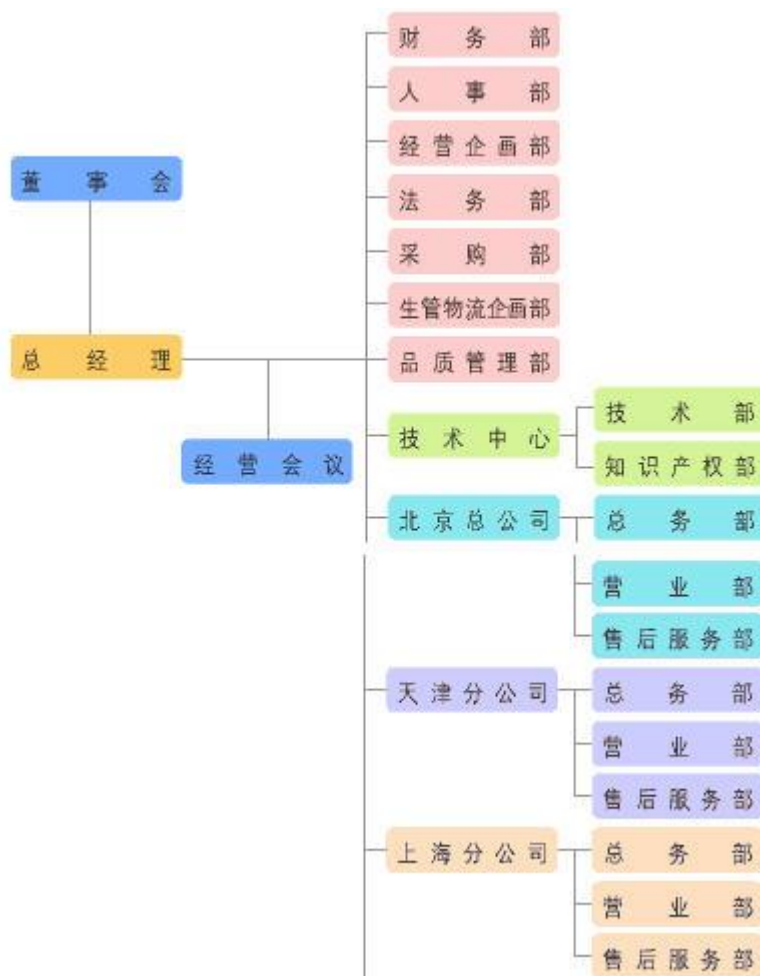 财务部
人事部
经营企画部
董事会
法务部
采购部
生管物流企画部
总经理
品质管理部
技术部
技术中心
经营会议
知识产权部
北京总公司
总务部
营业部
售后服务部
天津分公司
总务部
营业部
售后服务部
上海分公司
总务部
营业部
售后服务部